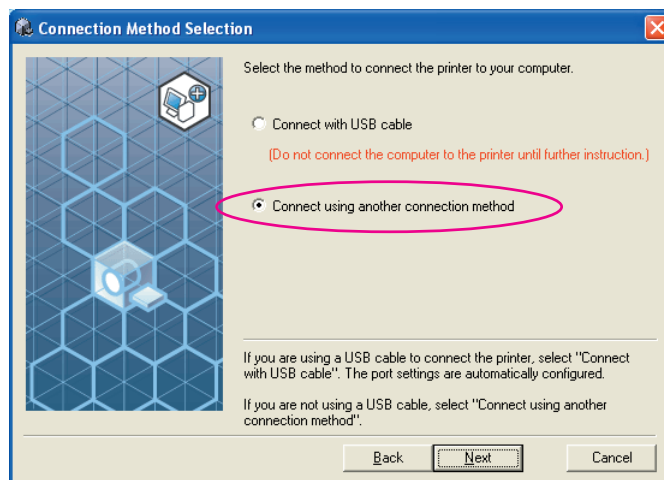 Connection Method Selection
Select the method to connect the printer to your computer.
Connect with USB cable
(Do not connect the computer to the printer until further instruction.)
Connect using another connection method
If you are using a USB cable to connect the printer, select "Connect
with USB cable". The port settings are automatically configured.
If you are not using a USB cable, select "Connect using another
connection method".
Back Next Cancel